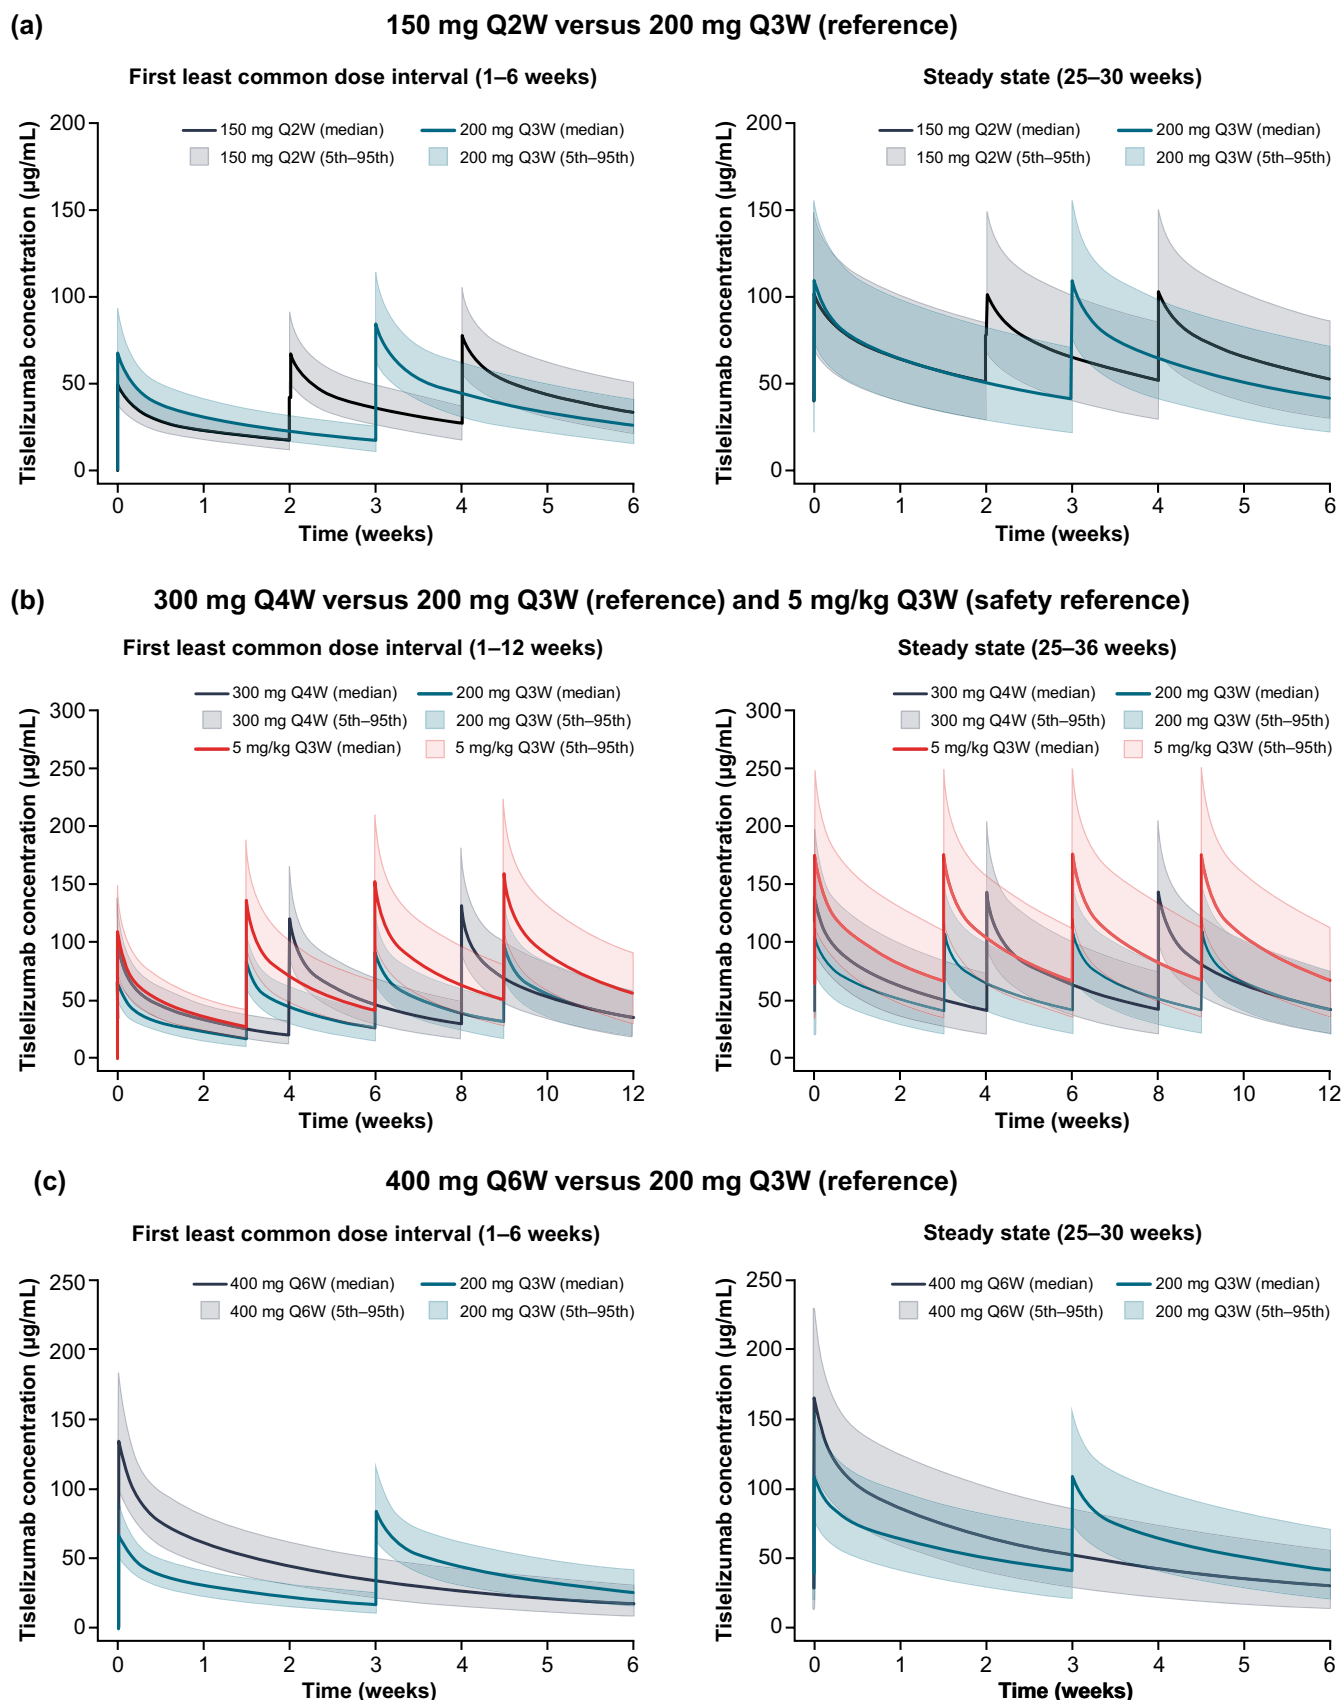 (a)
150 mg Q2W versus 200 mg Q3W (reference)
First least common dose interval (1–6 weeks)
150 mg Q2W (median)
200 mg Q3W (median)
150 mg Q2W (5th–95th)
200 mg Q3W (5th–95th)
Tislelizumab concentration (µg/mL)
200
150
100
50
0
0 1 2 3 4 5 6
Time (weeks)
Steady state (25–30 weeks)
150 mg Q2W (median)
200 mg Q3W (median)
150 mg Q2W (5th–95th)
200 mg Q3W (5th–95th)
Tislelizumab concentration (µg/mL)
200
150
100
50
0
0 1 2 3 4 5 6
Time (weeks)
(b)
300 mg Q4W versus 200 mg Q3W (reference) and 5 mg/kg Q3W (safety reference)
First least common dose interval (1–12 weeks)
300 mg Q4W (median)
200 mg Q3W (median)
300 mg Q4W (5th–95th)
200 mg Q3W (5th–95th)
5 mg/kg Q3W (median)
5 mg/kg Q3W (5th–95th)
Tislelizumab concentration (µg/mL)
300
250
200
150
100
50
0
0 2 4 6 8 10 12
Time (weeks)
Steady state (25–36 weeks)
300 mg Q4W (median)
200 mg Q3W (median)
300 mg Q4W (5th–95th)
200 mg Q3W (5th–95th)
5 mg/kg Q3W (median)
5 mg/kg Q3W (5th–95th)
Tislelizumab concentration (µg/mL)
300
250
200
150
100
50
0
0 2 4 6 8 10 12
Time (weeks)
(c)
400 mg Q6W versus 200 mg Q3W (reference)
First least common dose interval (1–6 weeks)
400 mg Q6W (median)
200 mg Q3W (median)
400 mg Q6W (5th–95th)
200 mg Q3W (5th–95th)
Tislelizumab concentration (µg/mL)
250
200
150
100
50
0
0 1 2 3 4 5 6
Time (weeks)
Steady state (25–30 weeks)
400 mg Q6W (median)
200 mg Q3W (median)
400 mg Q6W (5th–95th)
200 mg Q3W (5th–95th)
Tislelizumab concentration (µg/mL)
250
200
150
100
50
0
0 1 2 3 4 5 6
Time (weeks)